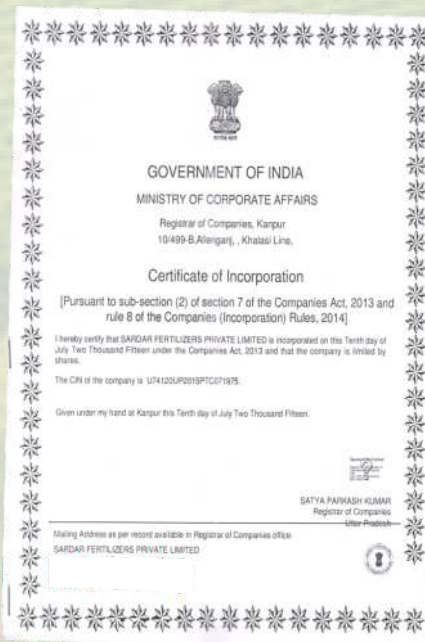 GOVERNMENT OF INDIA
MINISTRY OF CORPORATE AFFAIRS
Registrar of Companies, Kanpur
10/499-B,Allenganj, , Khalasi Line,
Certificate of Incorporation
[Pursuant to sub-section (2) of section 7 of the Companies Act, 2013 and
rule 8 of the Companies (Incorporation) Rules, 2014]
I hereby certify that SARDAR FERTILIZERS PRIVATE LIMITED is incorporated on this Tenth day of
July Two Thousand Fifteen under the Companies Act, 2013 and that the company is limited by
shares.
The CIN of the company is U74120UP2015PTC071975.
Given under my hand at Kanpur this Tenth day of July Two Thousand Fifteen.
SATYA PARKASH KUMAR
Registrar of Companies
Uttar Pradesh
Mailing Address as per record available in Registrar of Companies office:
SARDAR FERTILIZERS PRIVATE LIMITED